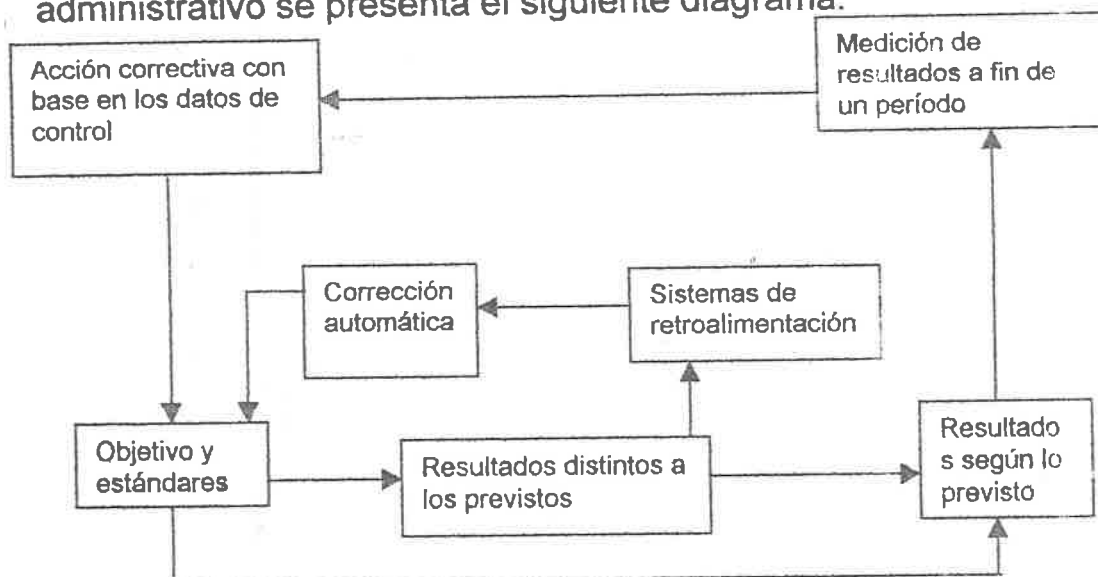 administrativo se presenta el siguiente diagrama:
Acción correctiva con
base en los datos de
control
Medición de
resultados a fin de
un período
Corrección
automática
Sistemas de
retroalimentación
Objetivo y
estándares
Resultados distintos a
los previstos
Resultado
s según lo
previsto